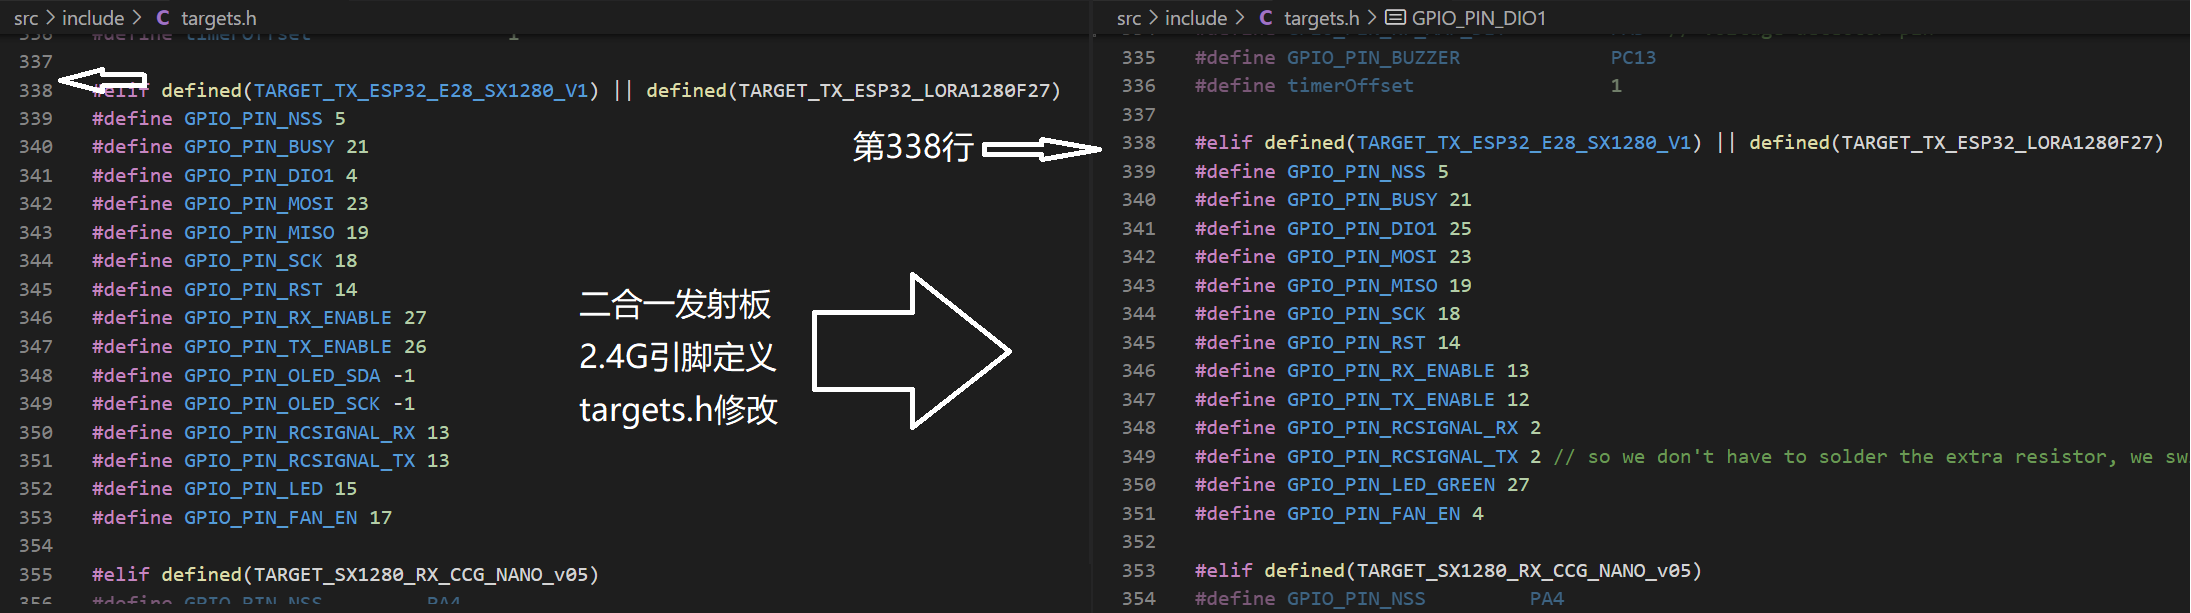 src > include > C targets.h
336 #define timerOffset 1
337
338 #elif defined(TARGET_TX_ESP32_E28_SX1280_V1) || defined(TARGET_TX_ESP32_LORA1280F27)
339 #define GPIO_PIN_NSS 5
340 #define GPIO_PIN_BUSY 21
341 #define GPIO_PIN_DIO1 4
342 #define GPIO_PIN_MOSI 23
343 #define GPIO_PIN_MISO 19
344 #define GPIO_PIN_SCK 18
345 #define GPIO_PIN_RST 14
346 #define GPIO_PIN_RX_ENABLE 27
347 #define GPIO_PIN_TX_ENABLE 26
348 #define GPIO_PIN_OLED_SDA -1
349 #define GPIO_PIN_OLED_SCK -1
350 #define GPIO_PIN_RCSIGNAL_RX 13
351 #define GPIO_PIN_RCSIGNAL_TX 13
352 #define GPIO_PIN_LED 15
353 #define GPIO_PIN_FAN_EN 17
354
355 #elif defined(TARGET_SX1280_RX_CCG_NANO_v05)
356 #define GPIO_PIN_NSS PA4
第338行
二合一发射板
2.4G引脚定义
targets.h修改
src > include > C targets.h > GPIO_PIN_DIO1
335 #define GPIO_PIN_BUZZER PC13
336 #define timerOffset 1
337
338 #elif defined(TARGET_TX_ESP32_E28_SX1280_V1) || defined(TARGET_TX_ESP32_LORA1280F27)
339 #define GPIO_PIN_NSS 5
340 #define GPIO_PIN_BUSY 21
341 #define GPIO_PIN_DIO1 25
342 #define GPIO_PIN_MOSI 23
343 #define GPIO_PIN_MISO 19
344 #define GPIO_PIN_SCK 18
345 #define GPIO_PIN_RST 14
346 #define GPIO_PIN_RX_ENABLE 13
347 #define GPIO_PIN_TX_ENABLE 12
348 #define GPIO_PIN_RCSIGNAL_RX 2
349 #define GPIO_PIN_RCSIGNAL_TX 2 // so we don't have to solder the extra resistor, we sw
350 #define GPIO_PIN_LED_GREEN 27
351 #define GPIO_PIN_FAN_EN 4
352
353 #elif defined(TARGET_SX1280_RX_CCG_NANO_v05)
354 #define GPIO_PIN_NSS PA4